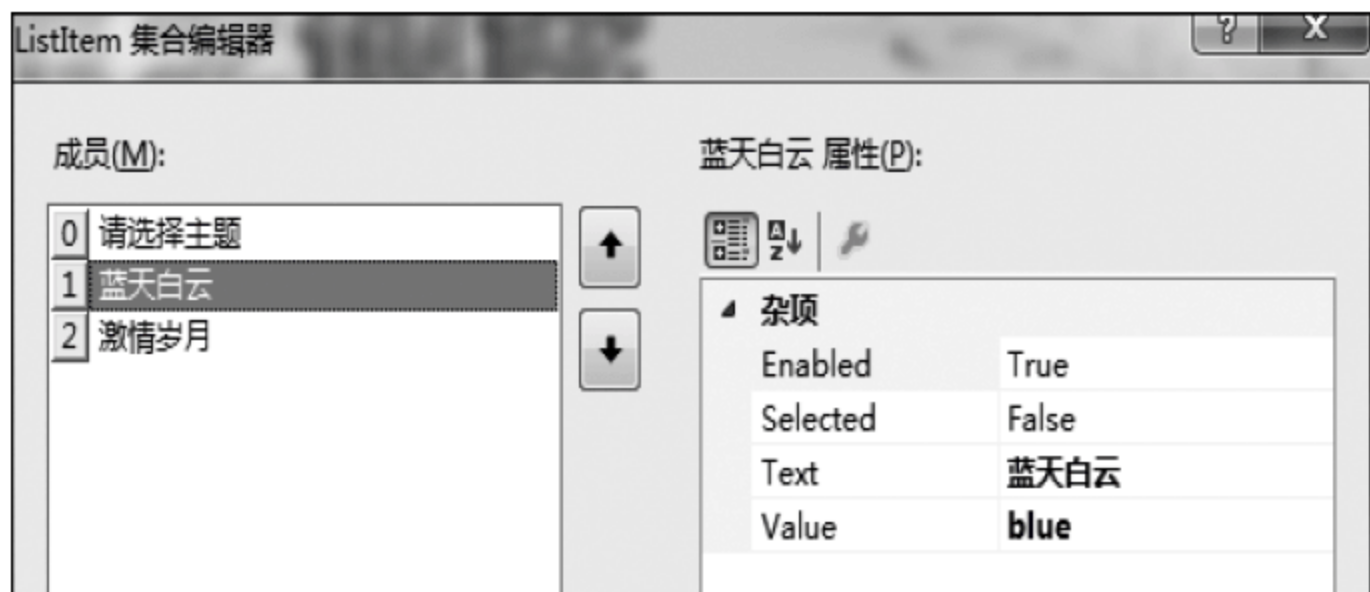 ListItem 集合编辑器
? X
成员(M):
0 请选择主题
1 蓝天白云
2 激情岁月
蓝天白云 属性(P):
A
Z
杂项
Enabled True
Selected False
Text 蓝天白云
Value blue